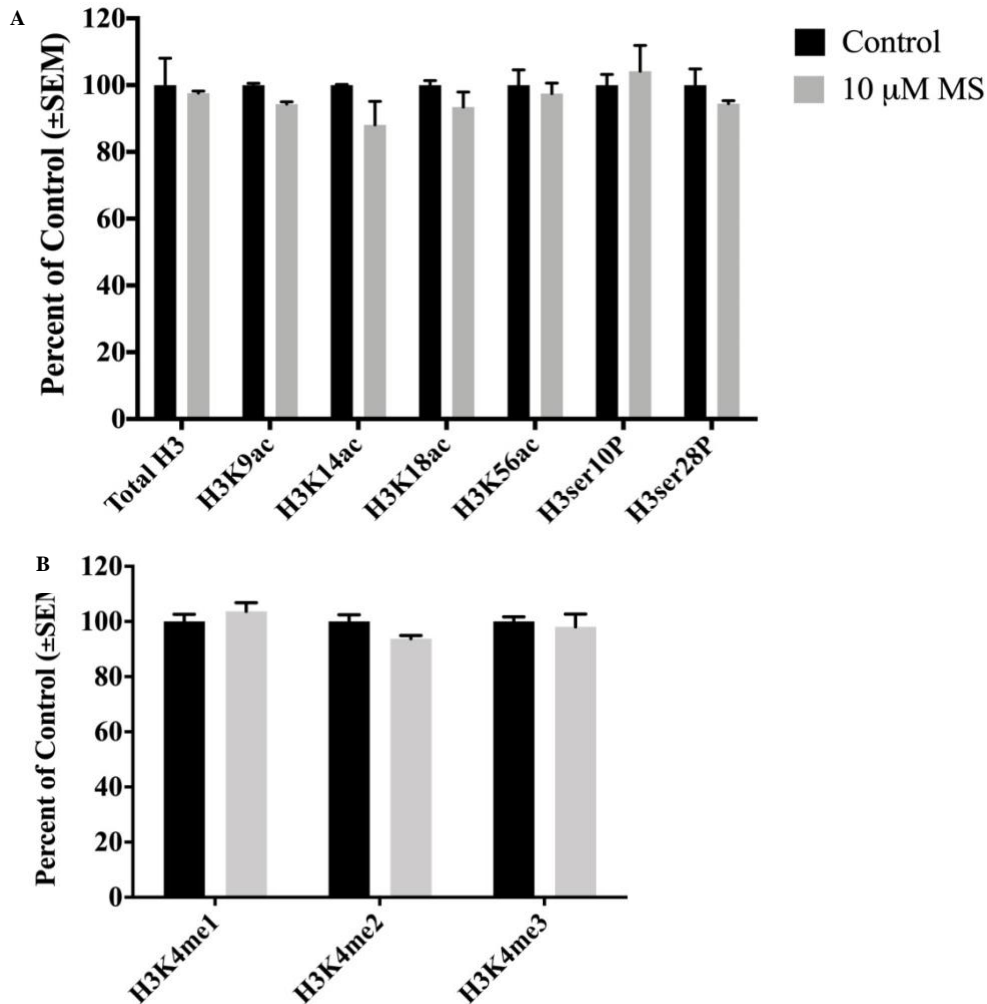 A
Percent of Control (±SEM)
120
100
80
60
40
20
0
Total H3
H3K9ac
H3K14ac
H3K18ac
H3K56ac
H3ser10P
H3ser28P
Control
10 µM MS
B
Percent of Control (±SEM
120
100
80
60
40
20
0
H3K4me1
H3K4me2
H3K4me3